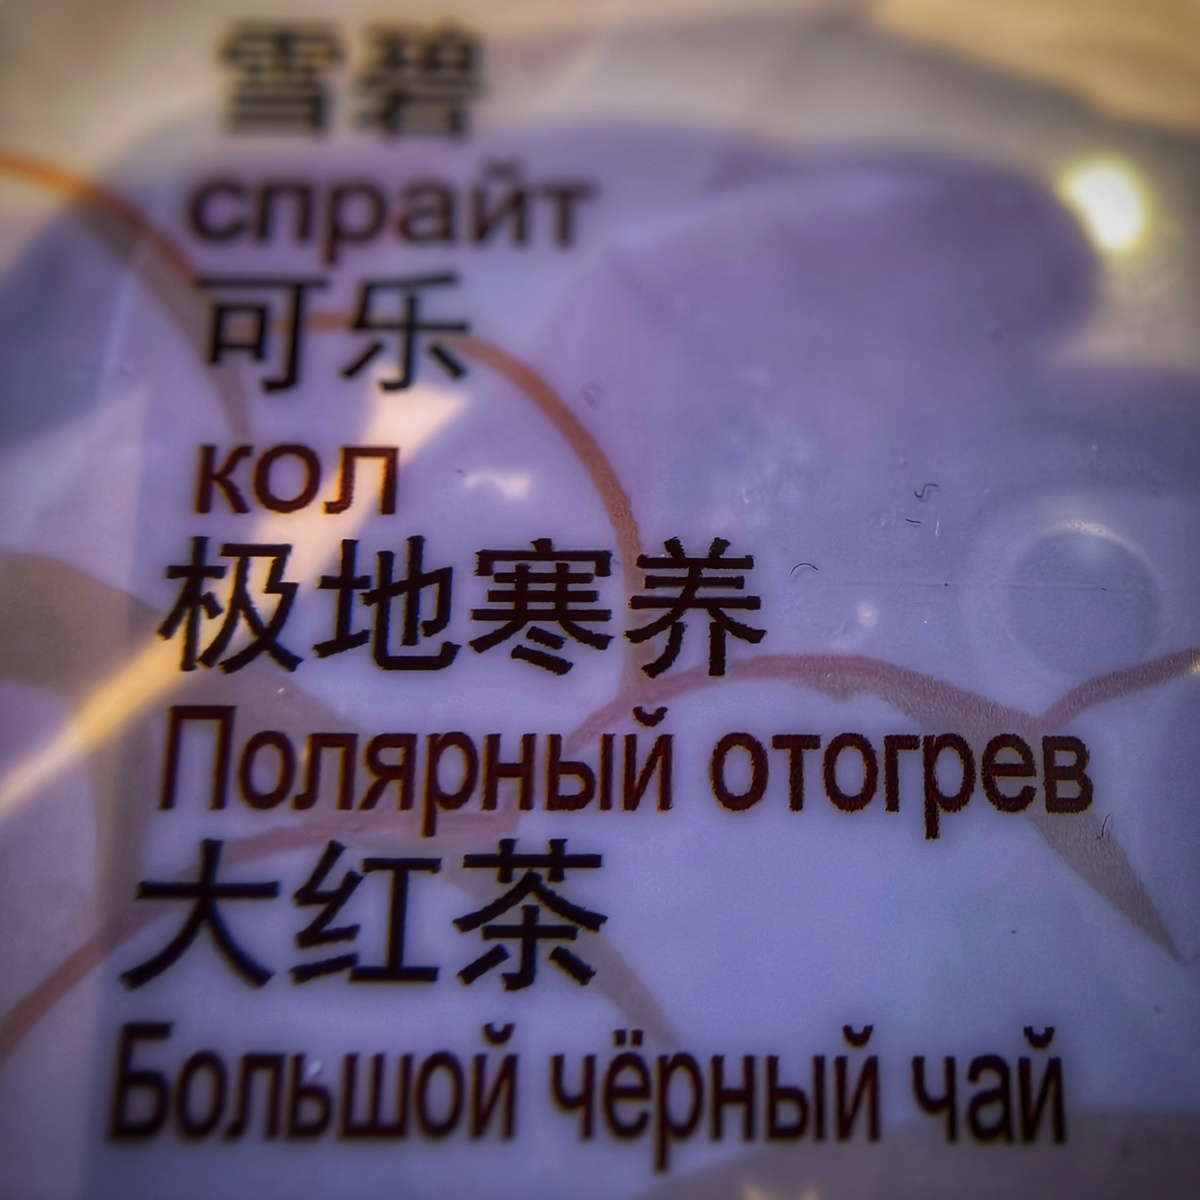 雪碧
спрайт
可乐
кол
极地寒养
Полярный отогрев
大红茶
Большой чёрный чай